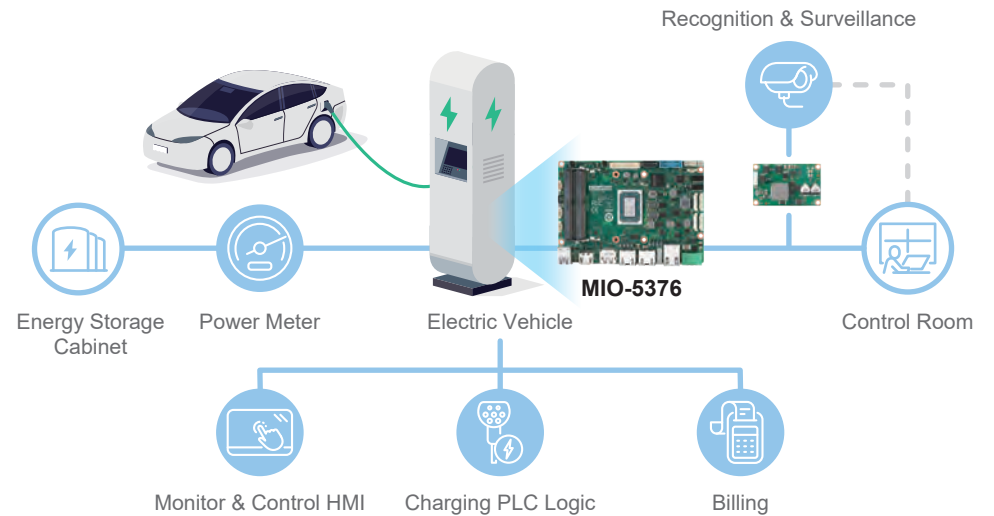 Recognition & Surveillance
MIO-5376
Energy Storage
Cabinet
Power Meter
Electric Vehicle
Control Room
Monitor & Control HMI
Charging PLC Logic
Billing